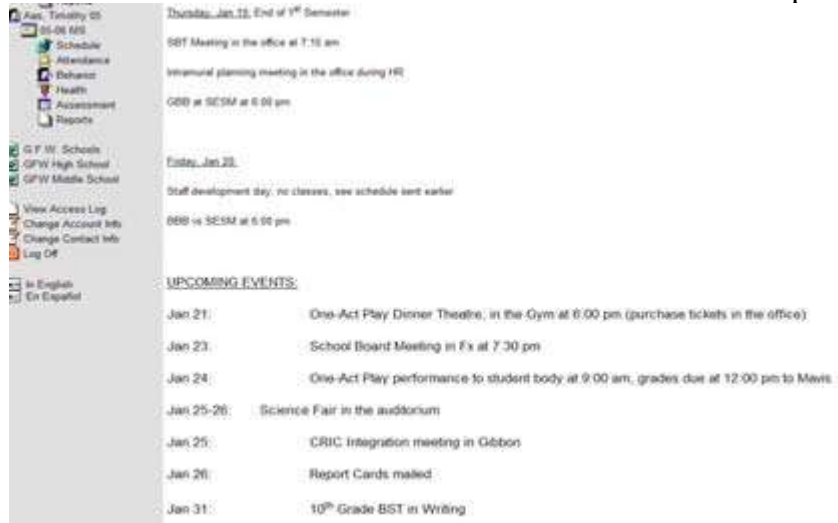 Aas, Timothy 05
05-06 MS
Schedule
Attendance
Behavior
Health
Assessment
Reports
G.F.W. Schools
GFW High School
GFW Middle School
View Access Log
Change Account Info
Change Contact Info
Log Off
In English
En Español
Thursday, Jan 19, End of 1st Semester
SBT Meeting in the office at 7:15 am
Intramural planning meeting in the office during HR
GBB at SESM at 6:00 pm
Friday, Jan 20,
Staff development day, no classes, see schedule sent earlier
BBB vs SESM at 6:00 pm
UPCOMING EVENTS:
Jan 21: One-Act Play Dinner Theatre, in the Gym at 6:00 pm (purchase tickets in the office)
Jan 23: School Board Meeting in Fx at 7:30 pm
Jan 24: One-Act Play performance to student body at 9:00 am, grades due at 12:00 pm to Mavis
Jan 25-26: Science Fair in the auditorium
Jan 25: CRIC Integration meeting in Gibbon
Jan 26: Report Cards mailed
Jan 31: 10th Grade BST in Writing